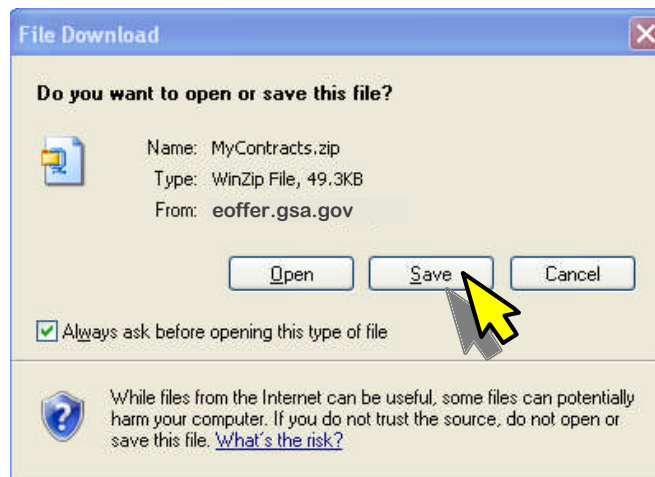 File Download
Do you want to open or save this file?
Name: MyContracts.zip
Type: WinZip File, 49.3KB
From: eoffer.gsa.gov
Open Save Cancel
Always ask before opening this type of file
While files from the Internet can be useful, some files can potentially
harm your computer. If you do not trust the source, do not open or
save this file. What's the risk?